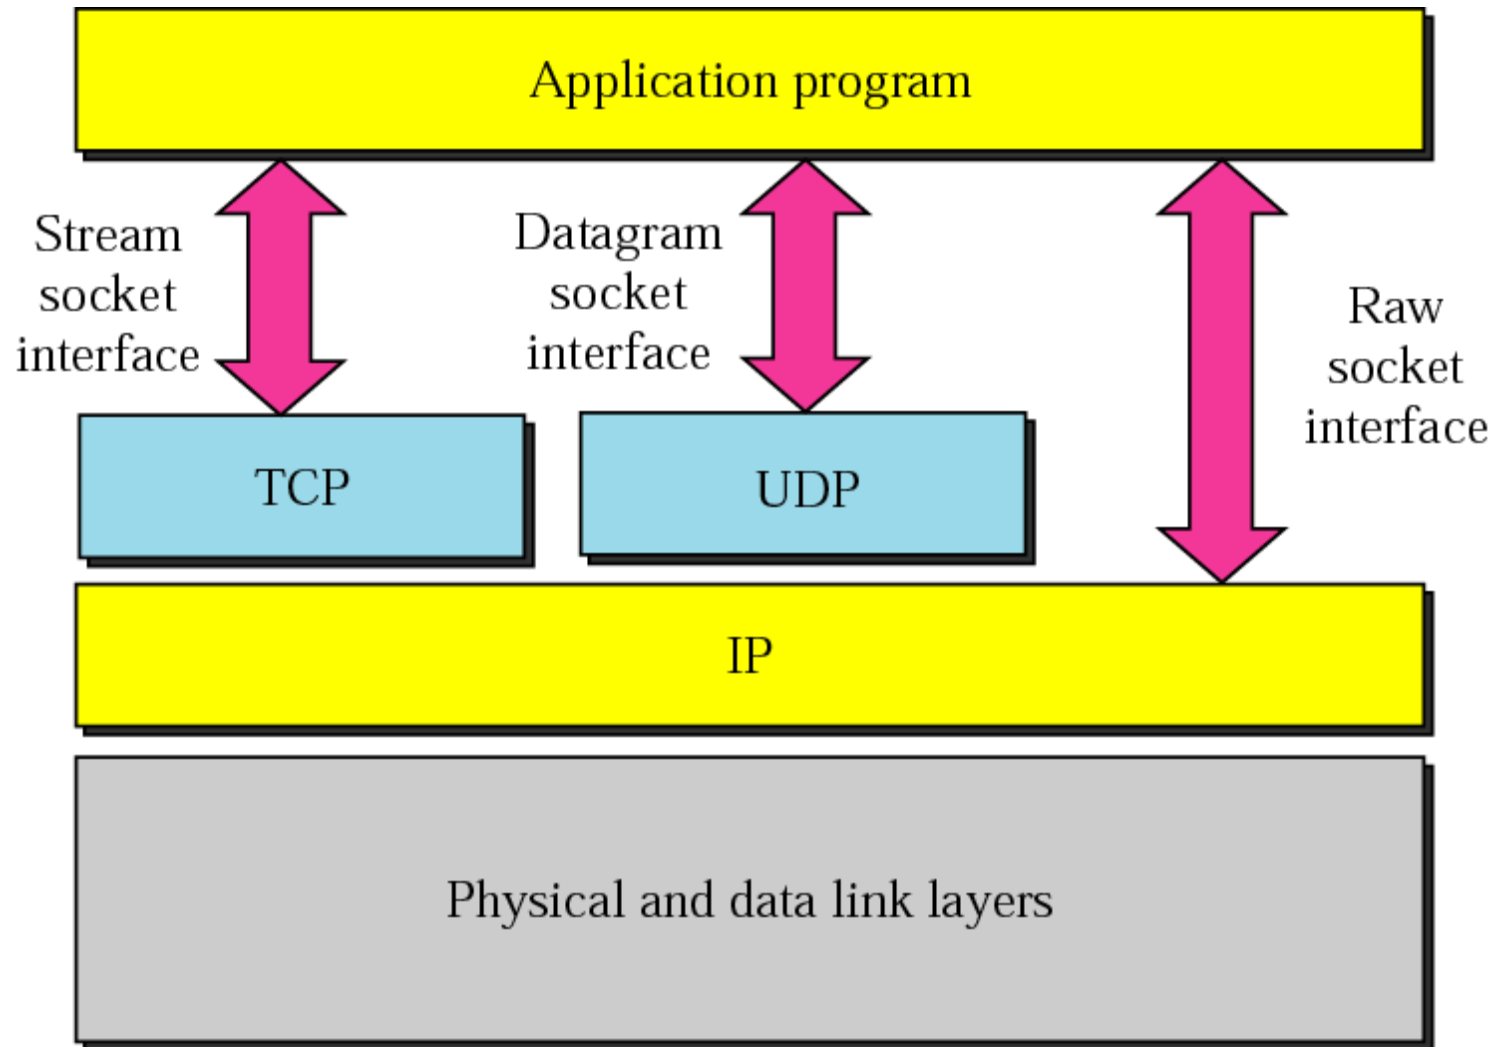 Application program
Stream
socket
interface
Datagram
socket
interface
Raw
socket
interface
TCP
UDP
IP
Physical and data link layers